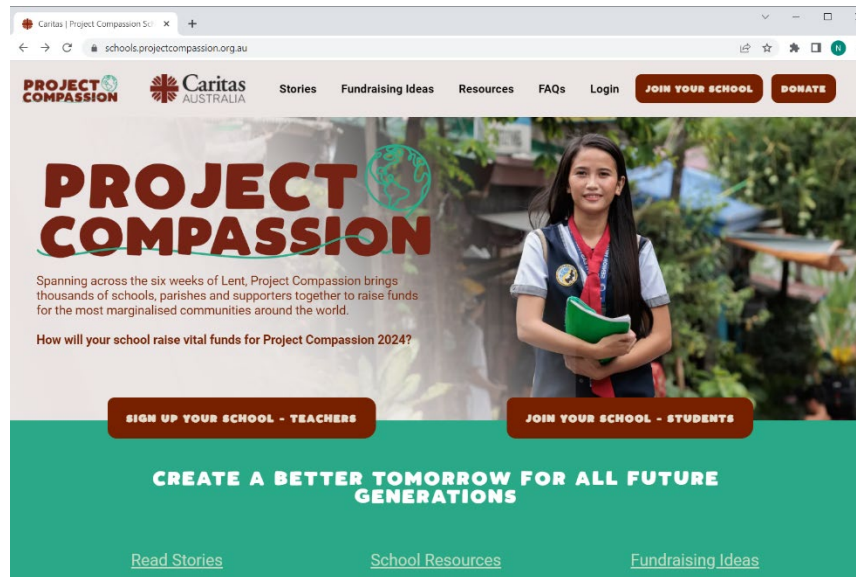 Caritas | Project Compassion Sch
schools.projectcompassion.org.au
N
PROJECT
COMPASSION
Caritas
AUSTRALIA
Stories
Fundraising Ideas
Resources
FAQs
Login
JOIN YOUR SCHOOL
DONATE
PROJECT
COMPASSION
Spanning across the six weeks of Lent, Project Compassion brings
thousands of schools, parishes and supporters together to raise funds
for the most marginalised communities around the world.
How will your school raise vital funds for Project Compassion 2024?
SIGN UP YOUR SCHOOL - TEACHERS
JOIN YOUR SCHOOL - STUDENTS
CREATE A BETTER TOMORROW FOR ALL FUTURE
GENERATIONS
Read Stories
School Resources
Fundraising Ideas